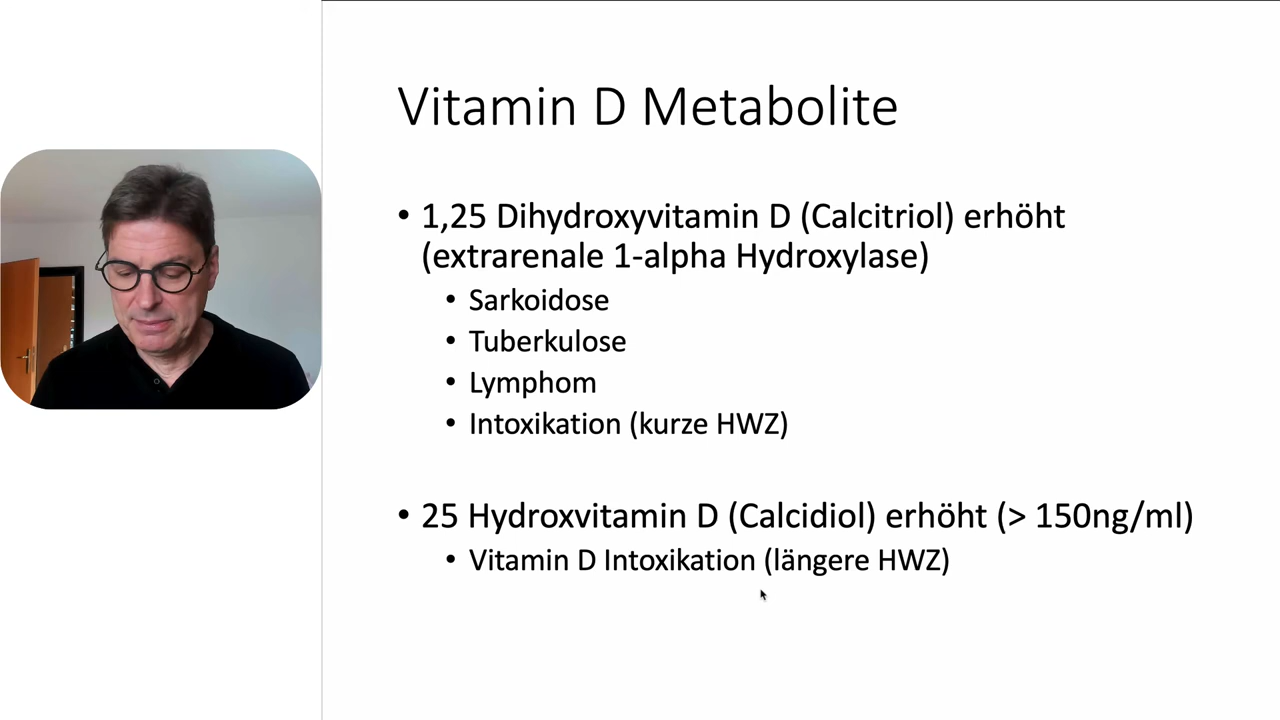 Vitamin D Metabolite
• 1,25 Dihydroxyvitamin D (Calcitriol) erhöht
(extrarenale 1-alpha Hydroxylase)
• Sarkoidose
• Tuberkulose
• Lymphom
• Intoxikation (kurze HWZ)
• 25 Hydroxvitamin D (Calcidiol) erhöht (> 150ng/ml)
• Vitamin D Intoxikation (längere HWZ)